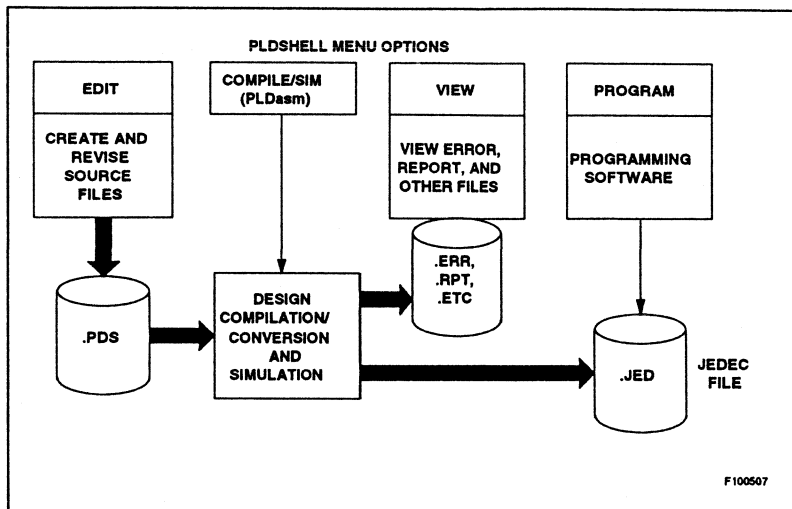 PLDSHELL MENU OPTIONS
EDIT
CREATE AND
REVISE
SOURCE
FILES
COMPILE/SIM
(PLDasm)
VIEW
VIEW ERROR,
REPORT, AND
OTHER FILES
PROGRAM
PROGRAMMING
SOFTWARE
.PDS
DESIGN
COMPILATION/
CONVERSION
AND
SIMULATION
.ERR,
.RPT,
.ETC
.JED
JEDEC
FILE
F100507